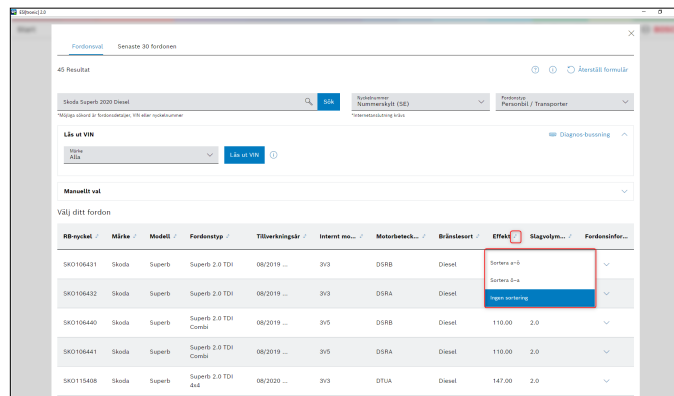 ES[tronic] 2.0
Start
Fordonsval Senaste 30 fordonen
45 Resultat
Återställ formulär
Skoda Superb 2020 Diesel
Sök
Nyckelnummer
Nummerskylt (SE)
Fordonstyp
Personbil / Transporter
*Möjliga sökord är fordonsdetaljer, VIN eller nyckelnummer
*Internetanslutning krävs
Läs ut VIN
Diagnos-bussning
Märke
Alla
Läs ut VIN
Manuellt val
Välj ditt fordon
RB-nyckel Märke Modell Fordonstyp Tillverkningsår Internt mo... Motorbeteck... Bränslesort Effekt Slagvolym... Fordonsinfor...
SKO106431 Skoda Superb Superb 2.0 TDI 08/2019 ... 3V3 DSRB Diesel
Sortera a-ö
Sortera ö-a
SKO106432 Skoda Superb Superb 2.0 TDI 08/2019 ... 3V3 DSRA Diesel
Ingen sortering
SKO106440 Skoda Superb Superb 2.0 TDI Combi 08/2019 ... 3V5 DSRB Diesel 110.00 2.0
SKO106441 Skoda Superb Superb 2.0 TDI Combi 08/2019 ... 3V5 DSRA Diesel 110.00 2.0
SKO115408 Skoda Superb Superb 2.0 TDI 4x4 08/2020 ... 3V3 DTUA Diesel 147.00 2.0